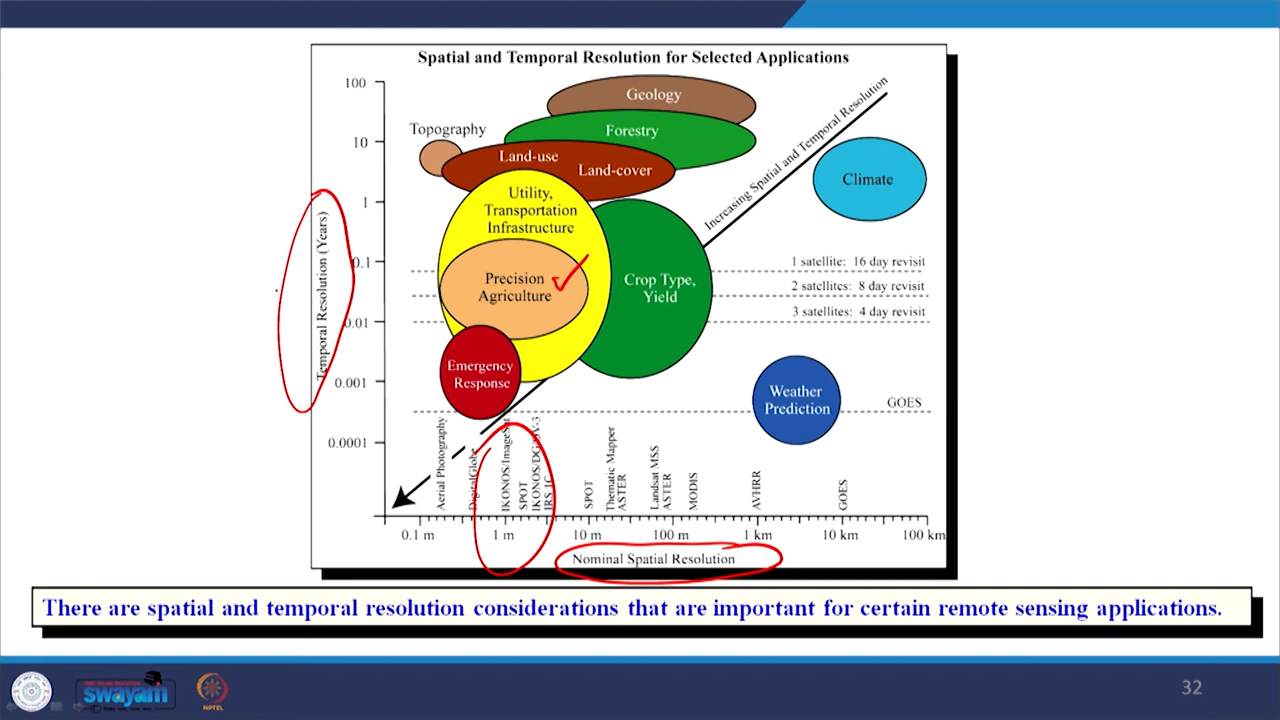 Spatial and Temporal Resolution for Selected Applications
100
10
1
0.1
0.01
0.001
0.0001
Temporal Resolution (Years)
Geology
Topography
Forestry
Land-use
Land-cover
Utility,
Transportation
Infrastructure
Precision
Agriculture
Crop Type,
Yield
Emergency
Response
Increasing Spatial and Temporal Resolution
Climate
1 satellite: 16 day revisit
2 satellites: 8 day revisit
3 satellites: 4 day revisit
Weather
Prediction
GOES
Aerial Photography
DigitalGlobe
IKONOS/ImageSat
SPOT
IRS 1C
SPOT
Thematic Mapper
ASTER
Landsat MSS
ASTER
MODIS
AVHRR
GOES
0.1 m
1 m
10 m
100 m
1 km
10 km
100 km
Nominal Spatial Resolution
There are spatial and temporal resolution considerations that are important for certain remote sensing applications.
swayam
NPTEL
32